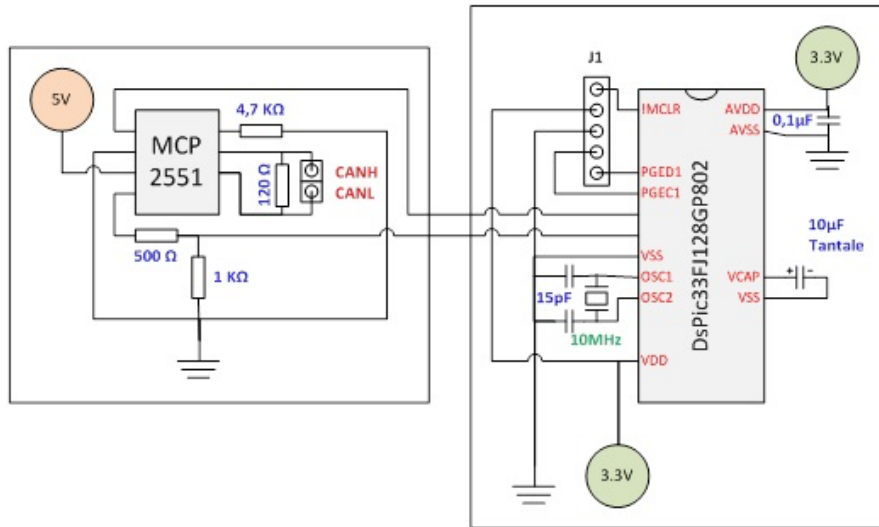 5V
4,7 KΩ
MCP
2551
120 Ω
CANH
CANL
500 Ω
1 KΩ
J1
3.3V
IMCLR
AVDD
0,1µF
AVSS
PGED1
PGEC1
DsPic33FJ128GP802
10µF
Tantale
VSS
OSC1
VCAP
+ -
15pF
OSC2
VSS
10MHz
VDD
3.3V